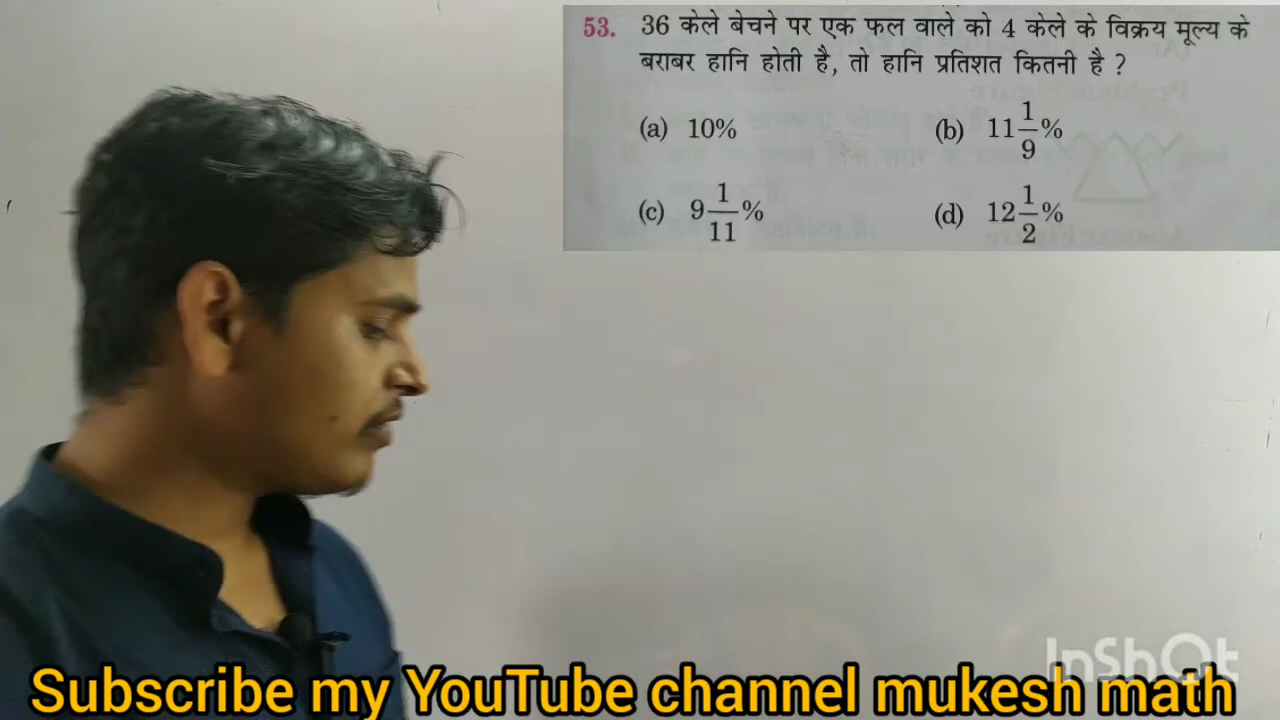 53. 36 केले बेचने पर एक फल वाले को 4 केले के विक्रय मूल्य के
बराबर हानि होती है, तो हानि प्रतिशत कितनी है ?
(a) 10% (b) 11 1/9 %
(c) 9 1/11 % (d) 12 1/2 %
InShOt
Subscribe my YouTube channel mukesh math